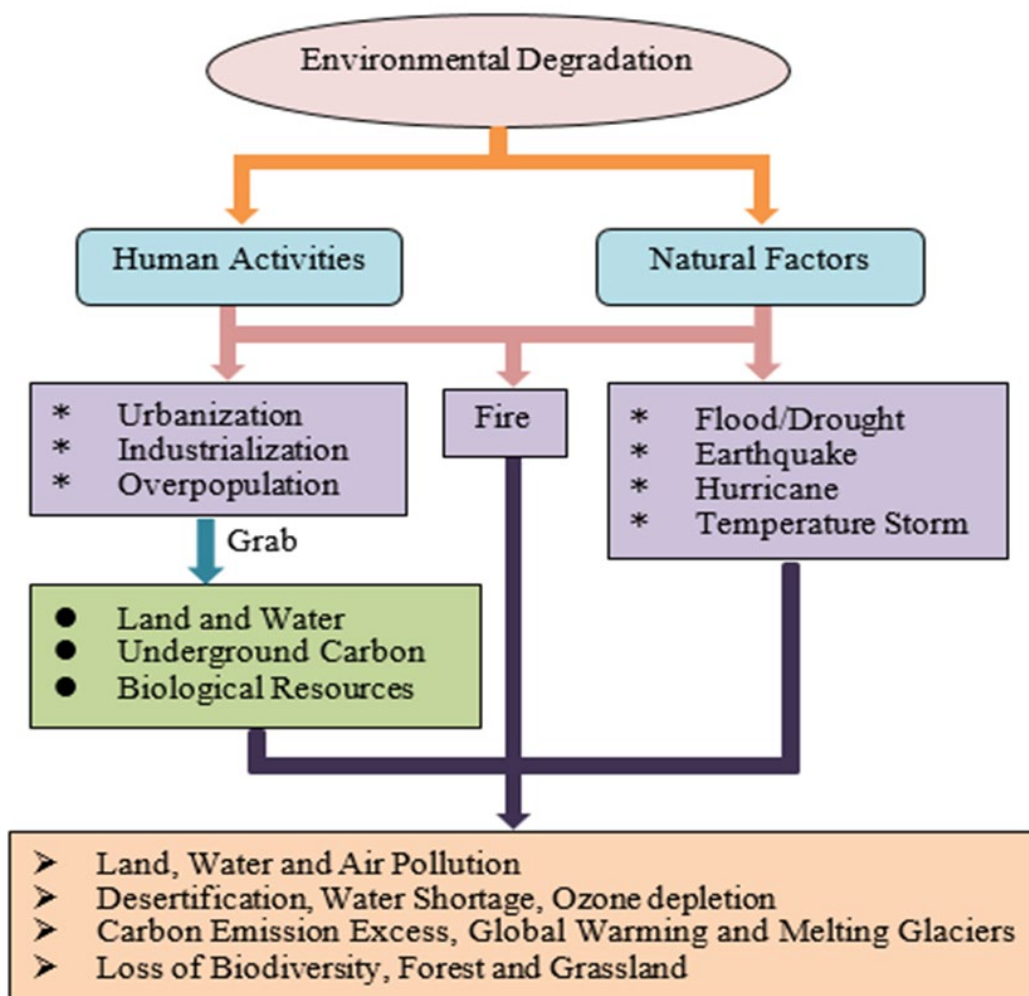 Environmental Degradation
Human Activities
Natural Factors
* Urbanization
* Industrialization
* Overpopulation
Fire
* Flood/Drought
* Earthquake
* Hurricane
* Temperature Storm
Grab
● Land and Water
● Underground Carbon
● Biological Resources
➢ Land, Water and Air Pollution
➢ Desertification, Water Shortage, Ozone depletion
➢ Carbon Emission Excess, Global Warming and Melting Glaciers
➢ Loss of Biodiversity, Forest and Grassland